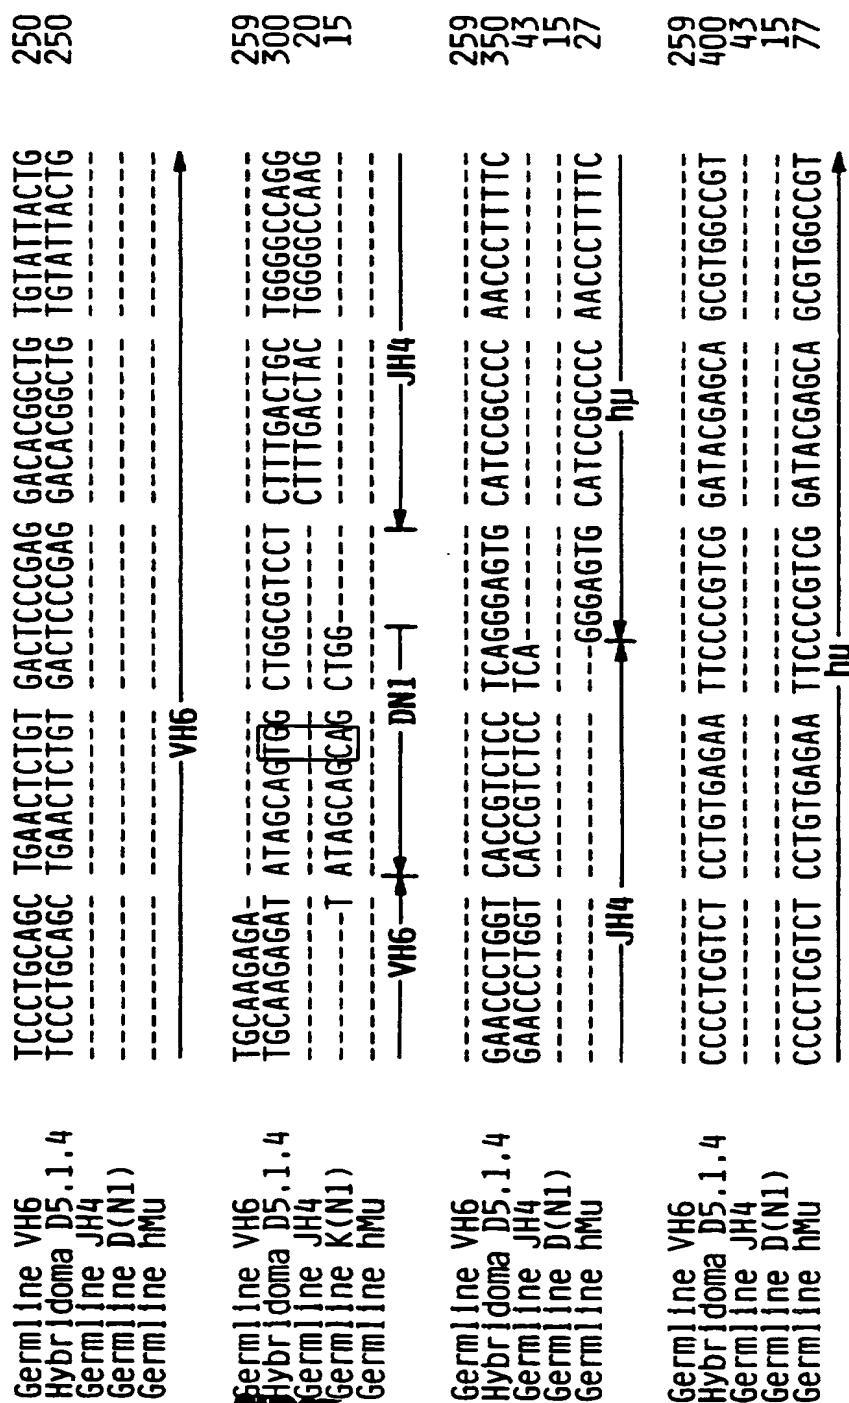 Germline VH6 TCCCTGCAGC TGAACTCTGT GACTCCCGAG GACACGGCTG TGTATTACTG 250
Hybridoma D5.1.4 TCCCTGCAGC TGAACTCTGT GACTCCCGAG GACACGGCTG TGTATTACTG 250
Germline JH4 ---------- ---------- ---------- ---------- ----------
Germline D(N1) ---------- ---------- ---------- ---------- ----------
Germline hMu ---------- ---------- ---------- ---------- ----------
VH6
Germline VH6 TGCAAGAGA- ---------- ---------- ---------- ---------- 259
Hybridoma D5.1.4 TGCAAGAGAT ATAGCAGTGG CTGGCGTCCT CTTTGACTGC TGGGGCCAGG 300
Germline JH4 ---------- ---------- ---------- CTTTGACTAC TGGGGCCAAG 20
Germline K(N1) ---------T ATAGCAGCAG CTGG------ ---------- ---------- 15
Germline hMu ---------- ---------- ---------- ---------- ----------
VH6 DN1 JH4
Germline VH6 ---------- ---------- ---------- ---------- ---------- 259
Hybridoma D5.1.4 GAACCCTGGT CACCGTCTCC TCAGGGAGTG CATCCGCCCC AACCCTTTTC 350
Germline JH4 GAACCCTGGT CACCGTCTCC TCA------- ---------- ---------- 43
Germline D(N1) ---------- ---------- ---------- ---------- ---------- 15
Germline hMu ---------- ---------- ---GGGAGTG CATCCGCCCC AACCCTTTTC 27
JH4 hμ
Germline VH6 ---------- ---------- ---------- ---------- ---------- 259
Hybridoma D5.1.4 CCCCTCGTCT CCTGTGAGAA TTCCCCGTCG GATACGAGCA GCGTGGCCGT 400
Germline JH4 ---------- ---------- ---------- ---------- ---------- 43
Germline D(N1) ---------- ---------- ---------- ---------- ---------- 15
Germline hMu CCCCTCGTCT CCTGTGAGAA TTCCCCGTCG GATACGAGCA GCGTGGCCGT 77
hμ